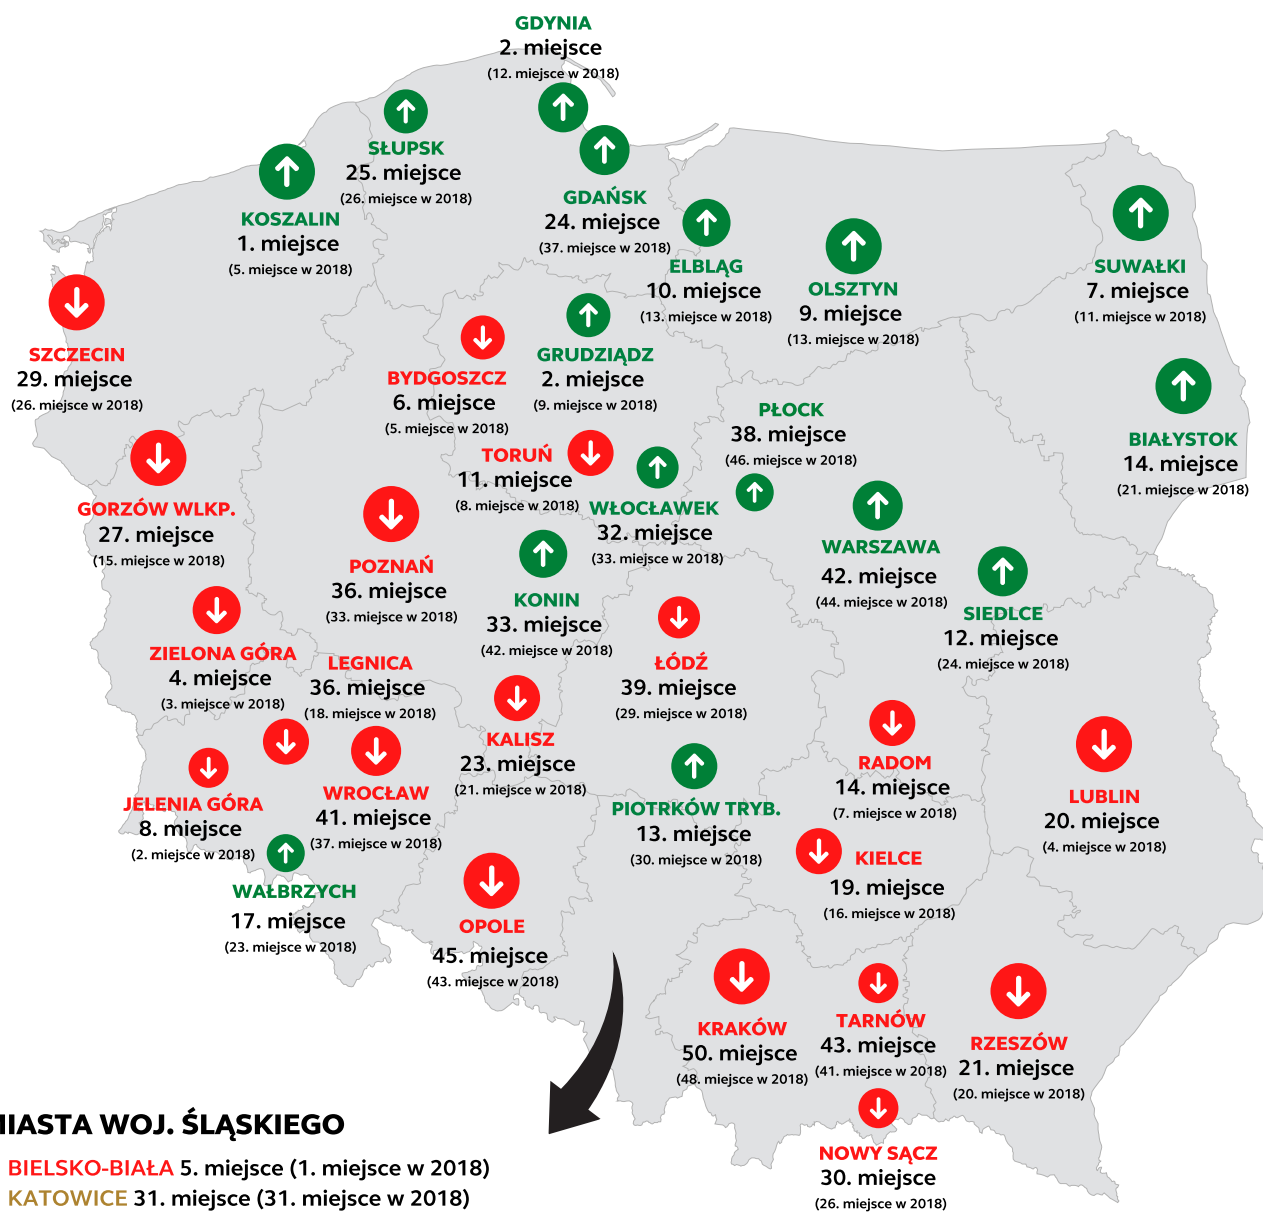 GDYNIA
2. miejsce
(12. miejsce w 2018)
SŁUPSK
25. miejsce
(26. miejsce w 2018)
KOSZALIN
1. miejsce
(5. miejsce w 2018)
GDAŃSK
24. miejsce
(37. miejsce w 2018)
ELBLĄG
10. miejsce
(13. miejsce w 2018)
OLSZTYN
9. miejsce
(13. miejsce w 2018)
SUWAŁKI
7. miejsce
(11. miejsce w 2018)
SZCZECIN
29. miejsce
(26. miejsce w 2018)
BYDGOSZCZ
6. miejsce
(5. miejsce w 2018)
GRUDZIĄDZ
2. miejsce
(9. miejsce w 2018)
PŁOCK
38. miejsce
(46. miejsce w 2018)
BIAŁYSTOK
14. miejsce
(21. miejsce w 2018)
TORUŃ
11. miejsce
(8. miejsce w 2018)
WŁOCŁAWEK
32. miejsce
(33. miejsce w 2018)
GORZÓW WLKP.
27. miejsce
(15. miejsce w 2018)
POZNAŃ
36. miejsce
(33. miejsce w 2018)
KONIN
33. miejsce
(42. miejsce w 2018)
WARSZAWA
42. miejsce
(44. miejsce w 2018)
SIEDLCE
12. miejsce
(24. miejsce w 2018)
ZIELONA GÓRA
4. miejsce
(3. miejsce w 2018)
LEGNICA
36. miejsce
(18. miejsce w 2018)
ŁÓDŹ
39. miejsce
(29. miejsce w 2018)
KALISZ
23. miejsce
(21. miejsce w 2018)
RADOM
14. miejsce
(7. miejsce w 2018)
LUBLIN
20. miejsce
(4. miejsce w 2018)
JELENIA GÓRA
8. miejsce
(2. miejsce w 2018)
WROCŁAW
41. miejsce
(37. miejsce w 2018)
PIOTRKÓW TRYB.
13. miejsce
(30. miejsce w 2018)
KIELCE
19. miejsce
(16. miejsce w 2018)
WAŁBRZYCH
17. miejsce
(23. miejsce w 2018)
OPOLE
45. miejsce
(43. miejsce w 2018)
KRAKÓW
50. miejsce
(48. miejsce w 2018)
TARNÓW
43. miejsce
(41. miejsce w 2018)
RZESZÓW
21. miejsce
(20. miejsce w 2018)
NOWY SĄCZ
30. miejsce
(26. miejsce w 2018)
MIASTA WOJ. ŚLĄSKIEGO
BIELSKO-BIAŁA 5. miejsce (1. miejsce w 2018)
KATOWICE 31. miejsce (31. miejsce w 2018)